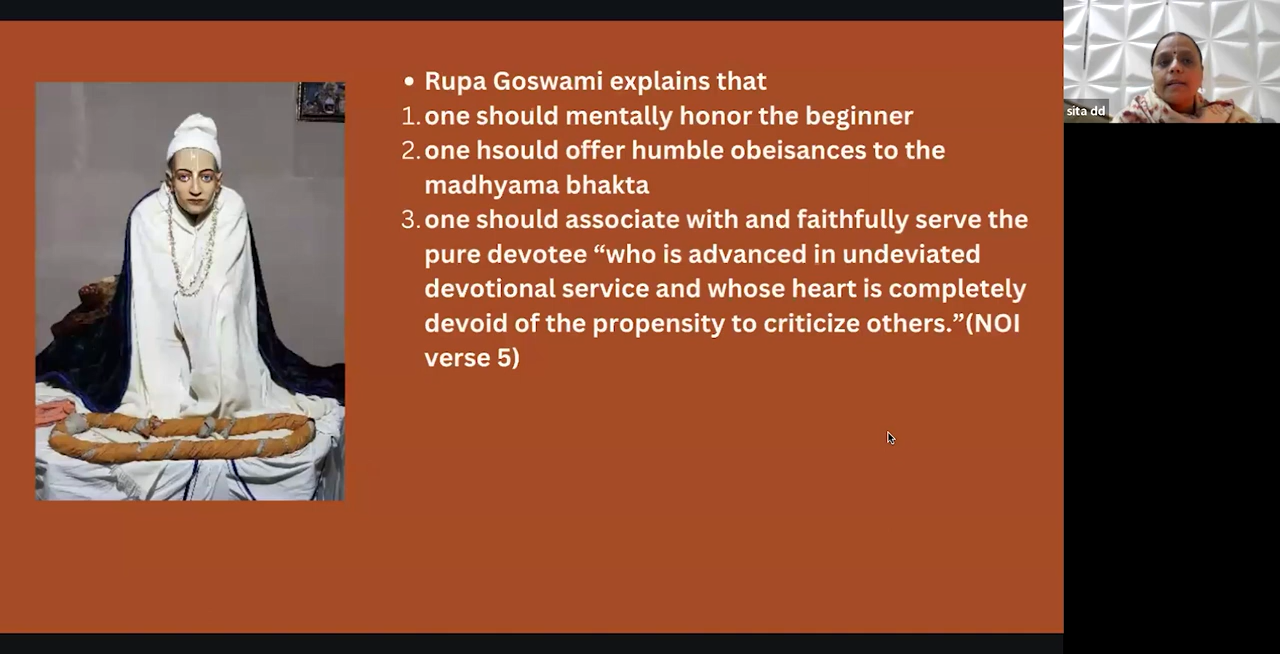 • Rupa Goswami explains that
1. one should mentally honor the beginner
2. one hsould offer humble obeisances to the
madhyama bhakta
3. one should associate with and faithfully serve the
pure devotee “who is advanced in undeviated
devotional service and whose heart is completely
devoid of the propensity to criticize others.”(NOI
verse 5)
sita dd